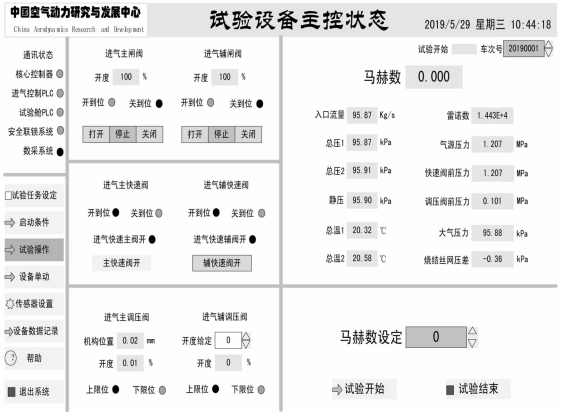 中国空气动力研究与发展中心
China Aerodynamics Research and Development
试验设备主控状态
2019/5/29 星期三 10:44:18
通讯状态
核心控制器
进气控制PLC
试验舱PLC
安全联锁系统
数采系统
试验任务设定
启动条件
试验操作
设备单动
传感器设置
设备数据记录
? 帮助
退出系统
进气主闸阀
开度 100 %
开到位 关到位
打开 停止 关闭
进气辅闸阀
开度 100 %
开到位 关到位
打开 停止 关闭
进气主快速阀
开到位 关到位
进气快速主阀开
主快速阀开
进气辅快速阀
开到位 关到位
进气快速辅阀开
辅快速阀开
进气主调压阀
机构位置 0.02 mm
开度 0.01 %
上限位 下限位
进气辅调压阀
开度给定 0
开度 0 %
上限位 下限位
试验开始 车次号 20190001
马赫数 0.000
入口流量 95.87 Kg/s
总压1 95.87 kPa
总压2 95.91 kPa
静压 95.90 kPa
总温1 20.32 ℃
总温2 20.58 ℃
雷诺数 1.443E+4
气源压力 1.207 MPa
快速阀前压力 1.207 MPa
调压阀前压力 0.101 MPa
大气压力 95.88 kPa
烧结丝网压差 -0.36 kPa
马赫数设定 0
试验开始
试验结束